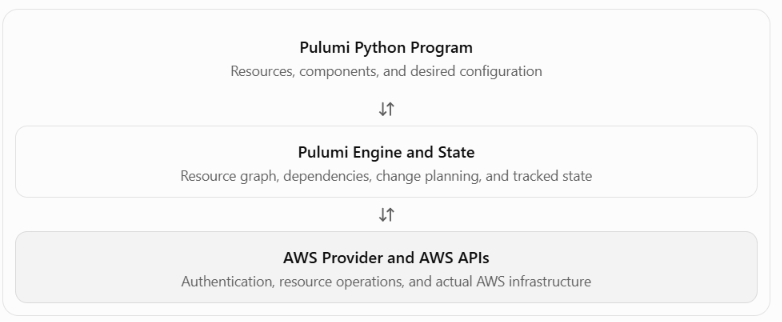 Pulumi Python Program
Resources, components, and desired configuration
Pulumi Engine and State
Resource graph, dependencies, change planning, and tracked state
AWS Provider and AWS APIs
Authentication, resource operations, and actual AWS infrastructure